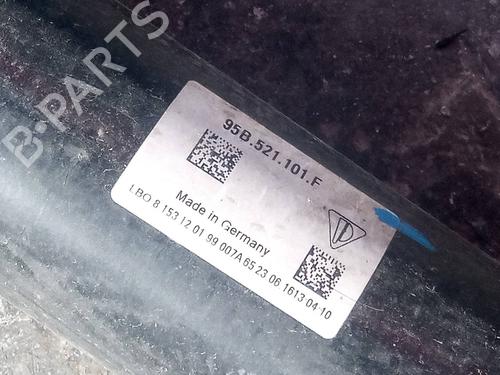 B-PARTS
95B.521.101.F
Made in Germany
LBO 8 153 12 01 99 007A 65 23 06 1613 04 10